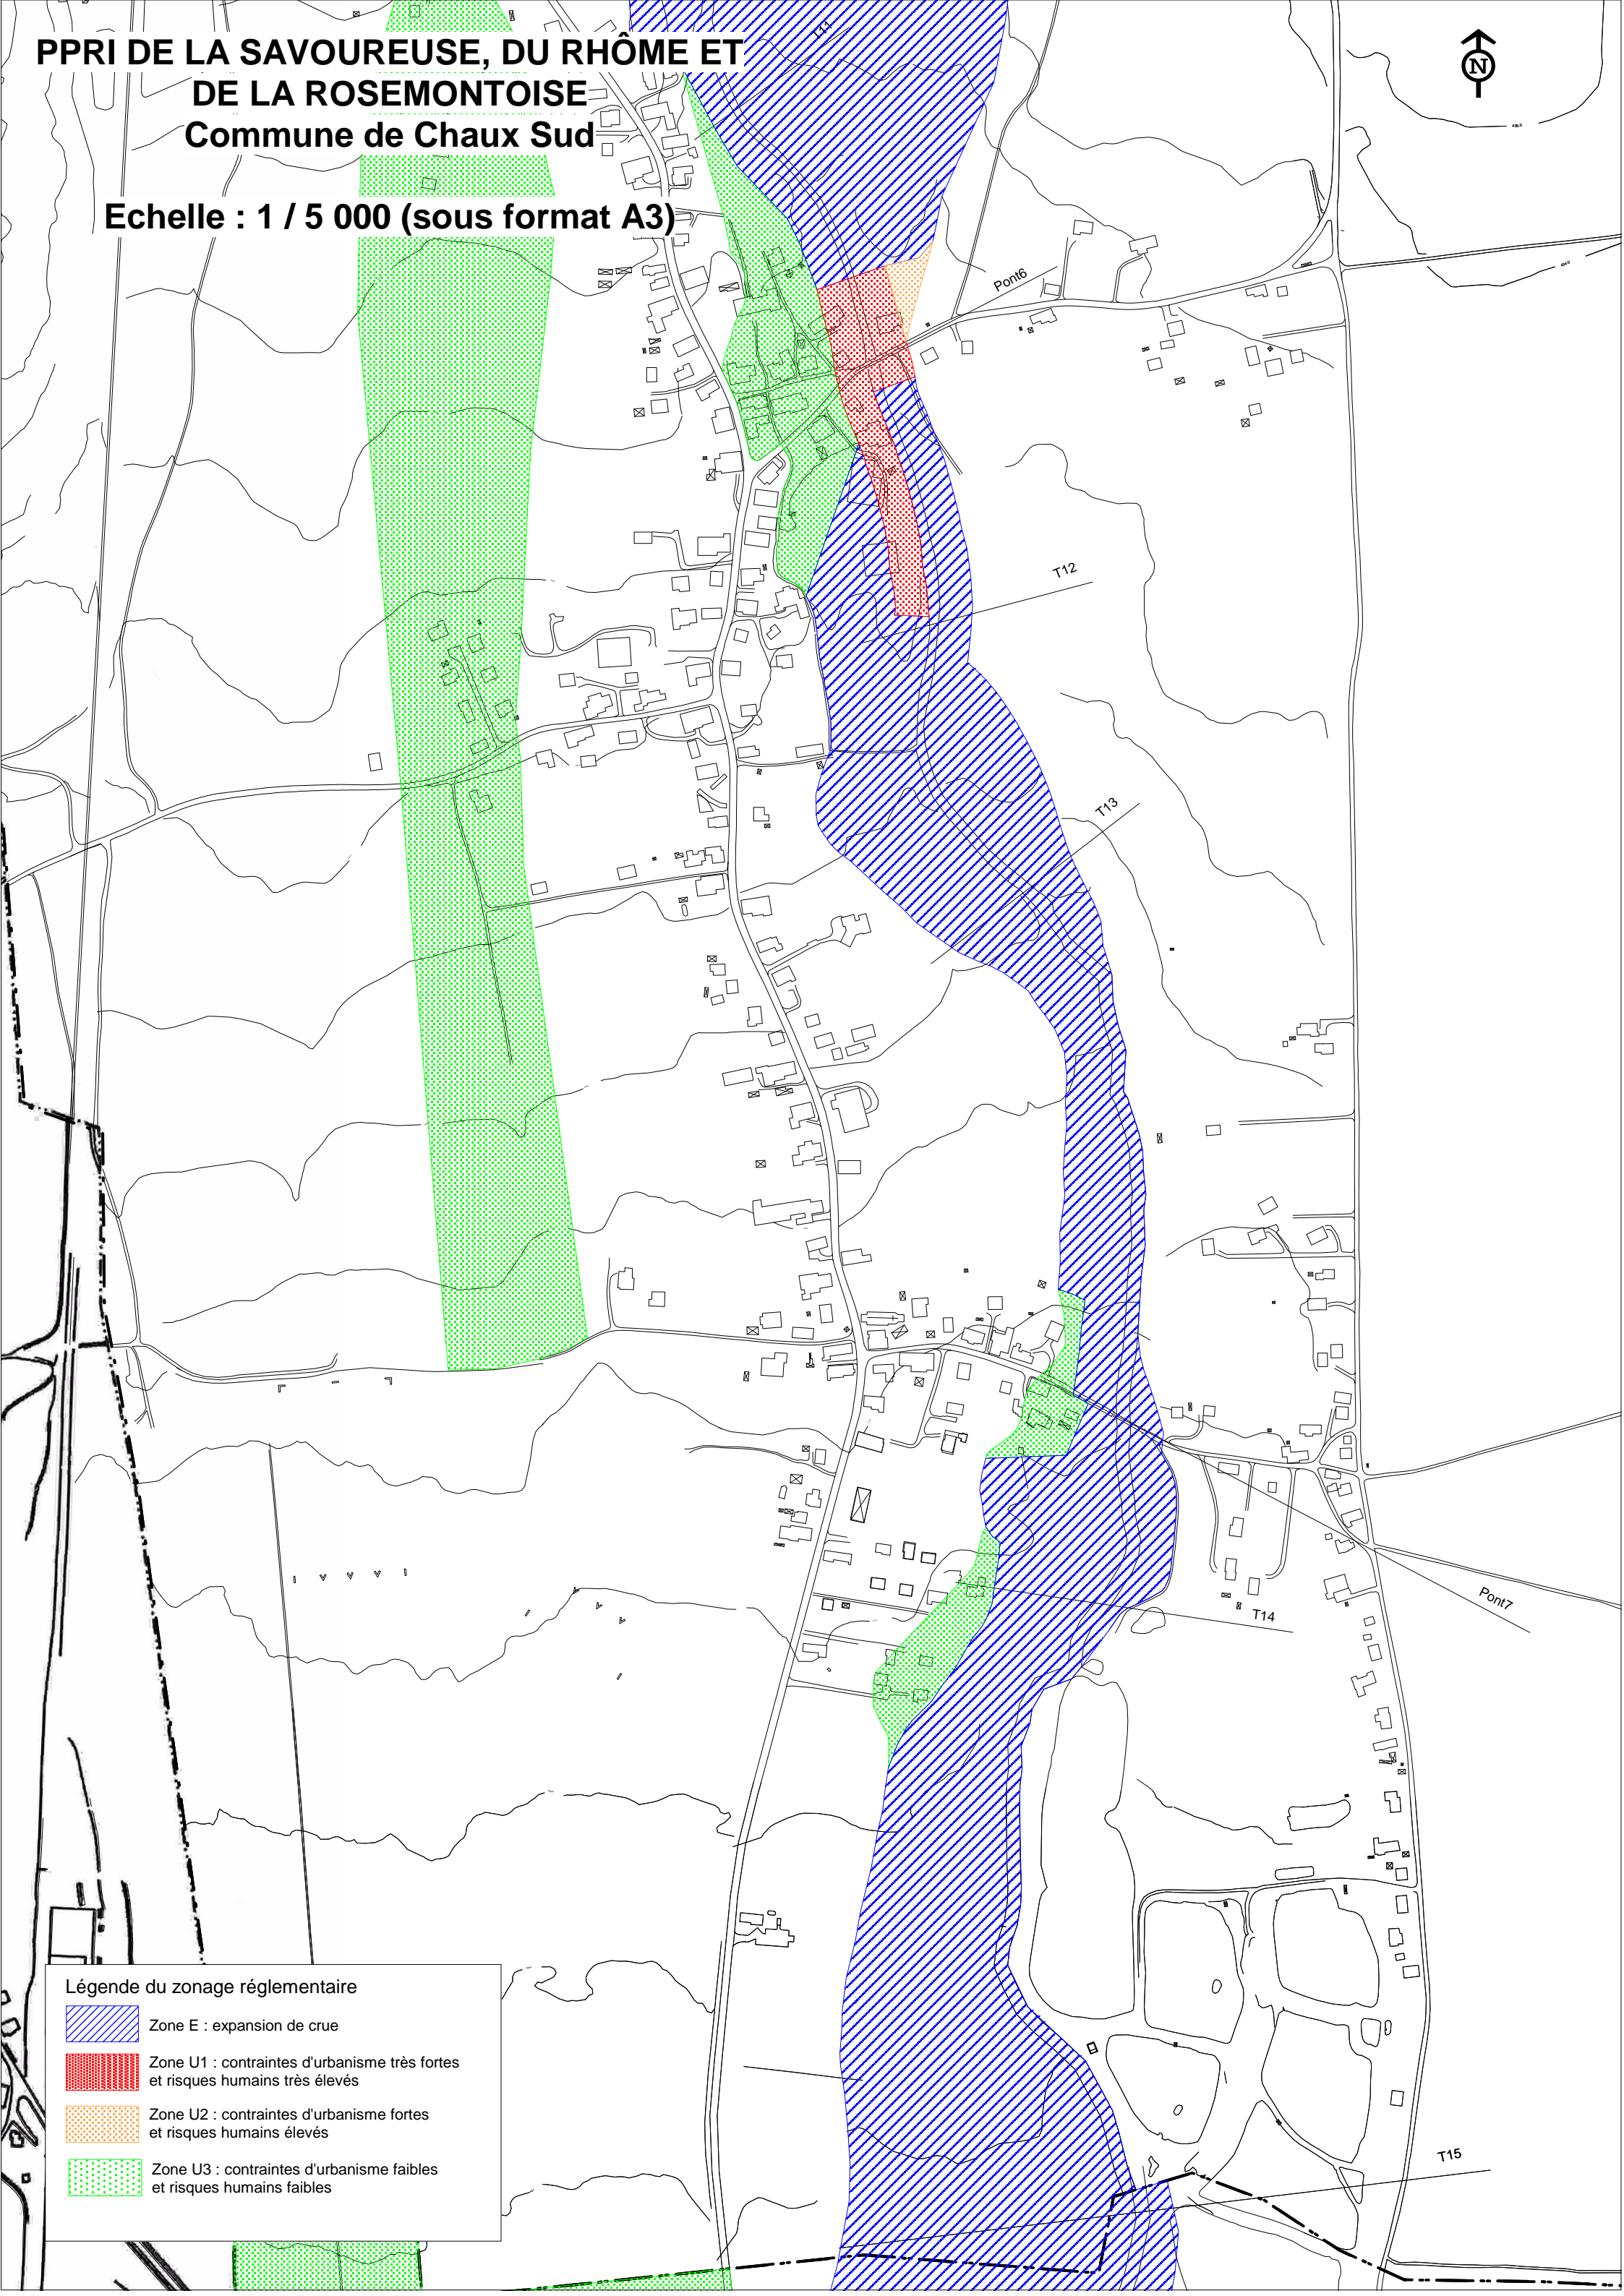 PPRI DE LA SAVOUREUSE, DU RHÔME ET
DE LA ROSEMONTOISE
Commune de Chaux Sud
Echelle : 1 / 5 000 (sous format A3)
N
T11
Pont6
T12
T13
T14
Pont7
T15
Légende du zonage réglementaire
Zone E : expansion de crue
Zone U1 : contraintes d'urbanisme très fortes
et risques humains très élevés
Zone U2 : contraintes d'urbanisme fortes
et risques humains élevés
Zone U3 : contraintes d'urbanisme faibles
et risques humains faibles